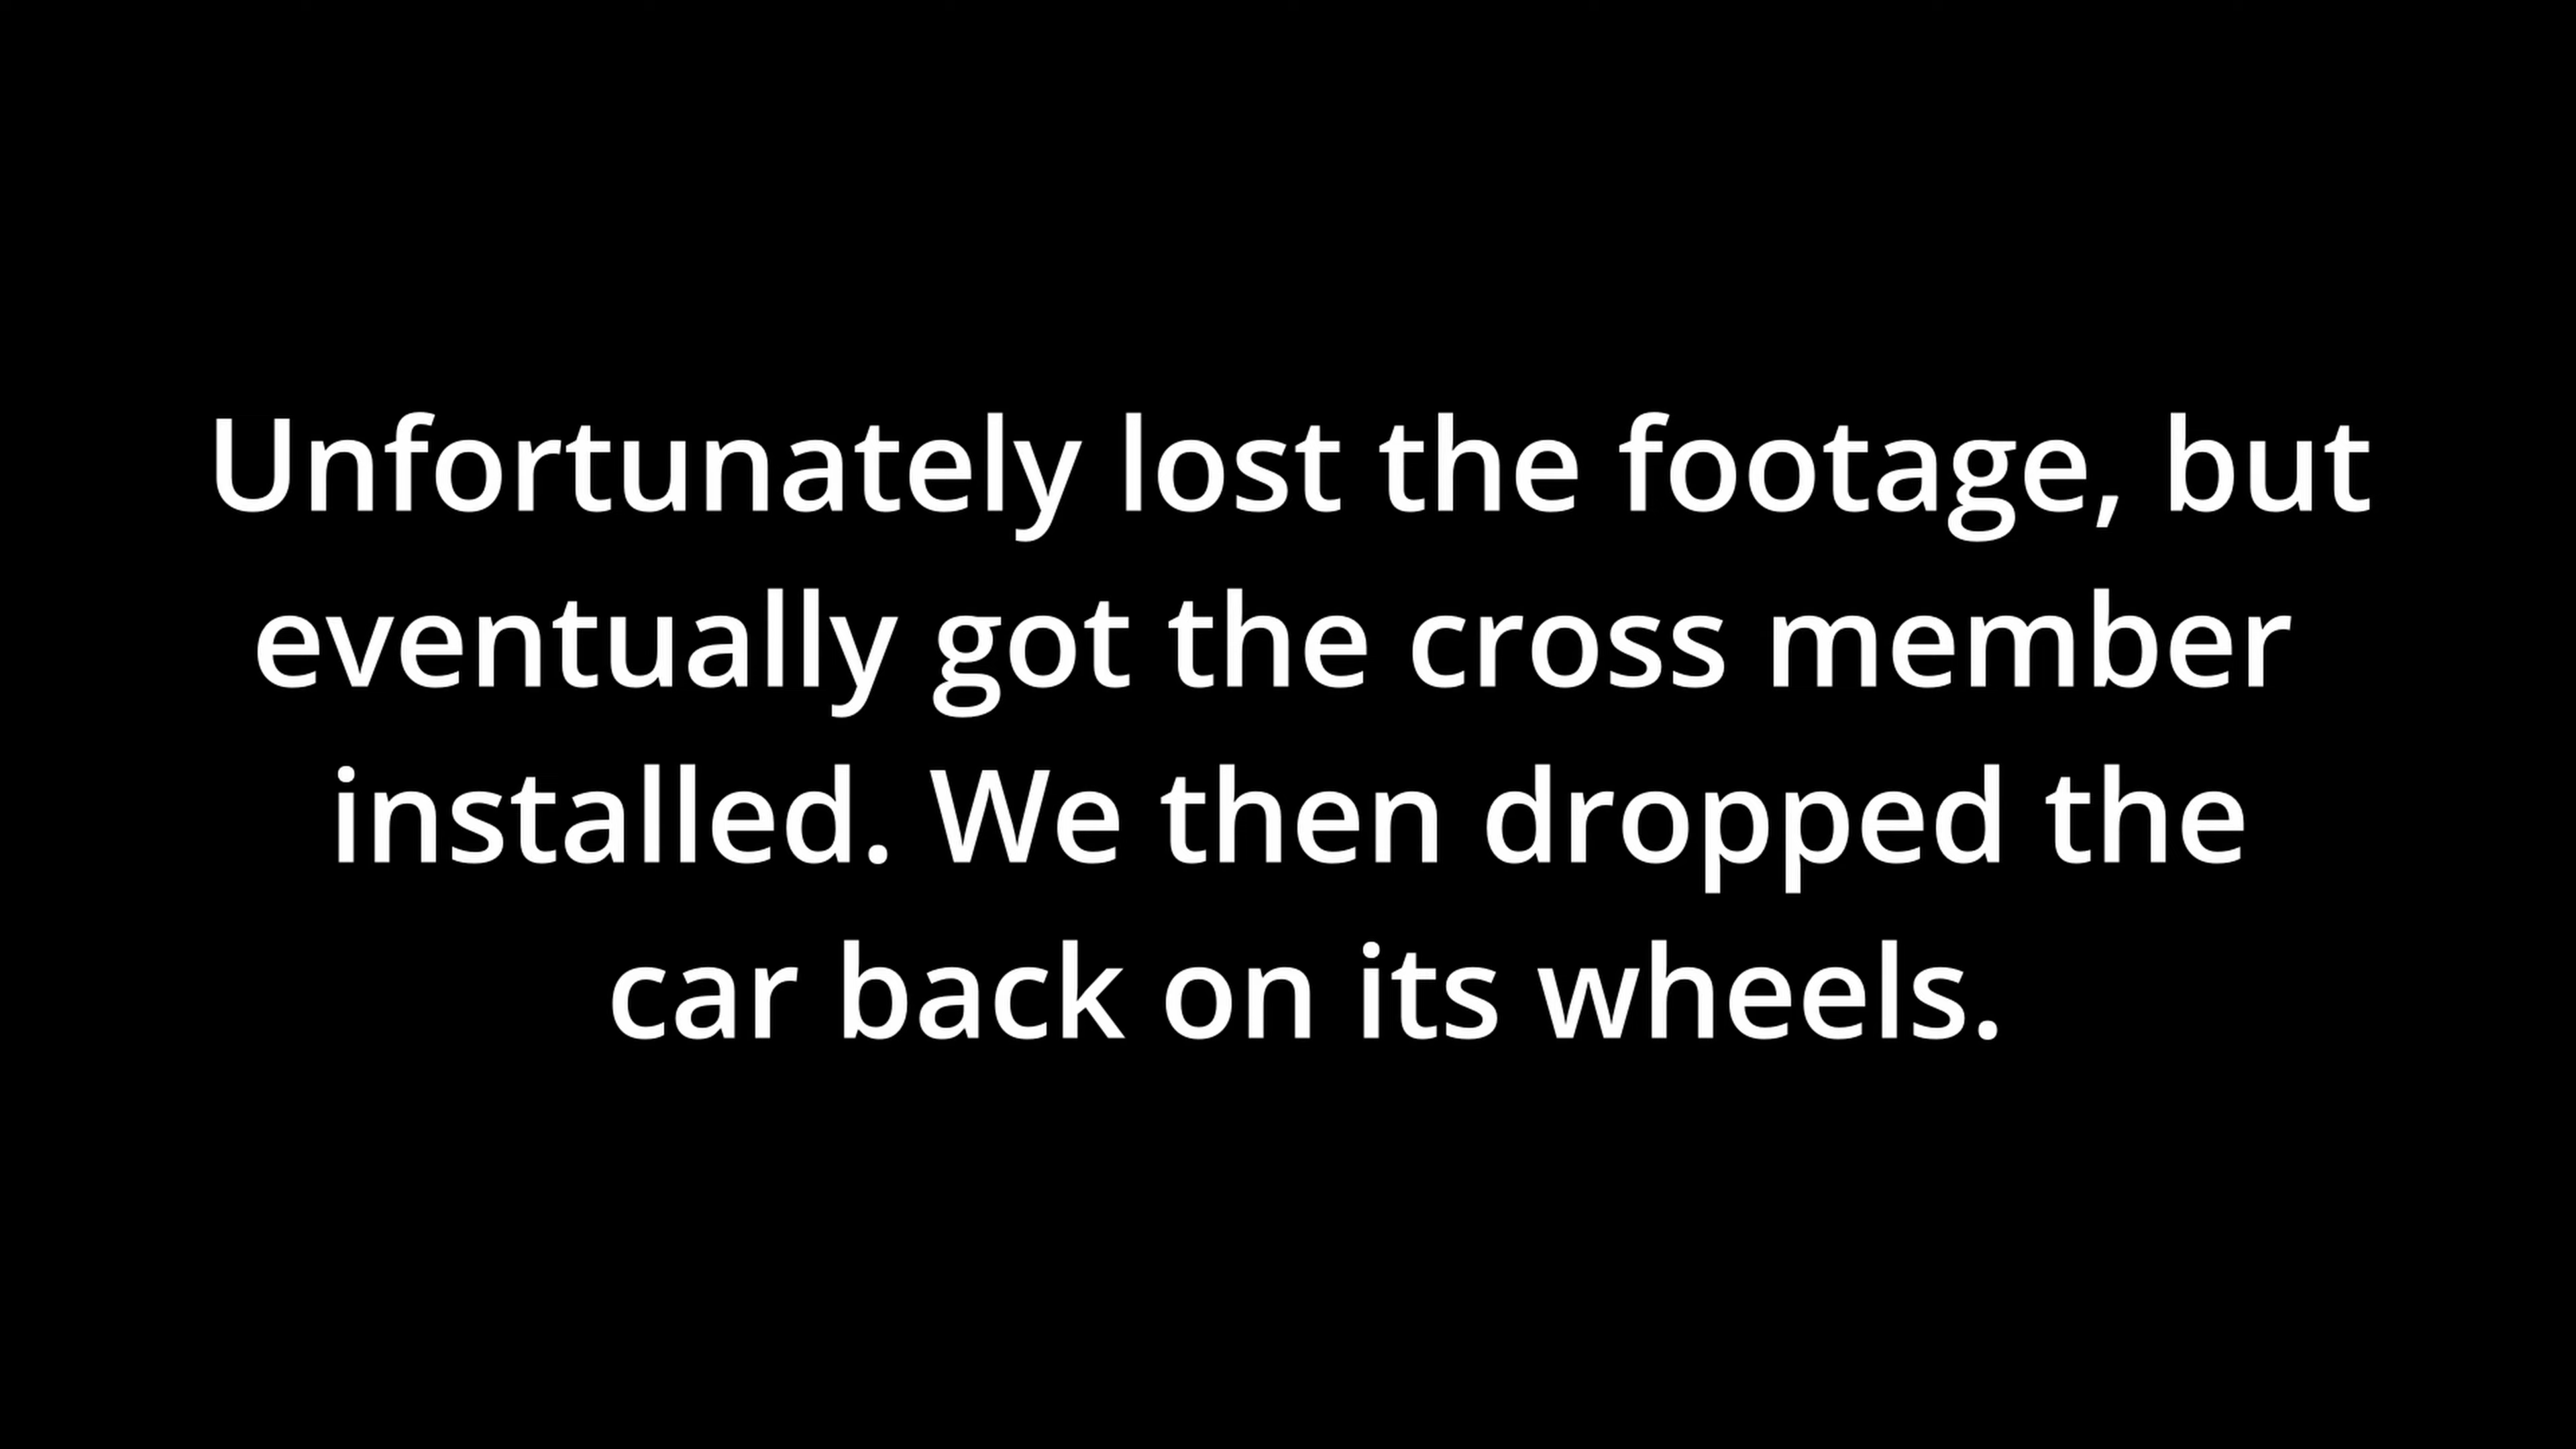 Unfortunately lost the footage, but
eventually got the cross member
installed. We then dropped the
car back on its wheels.